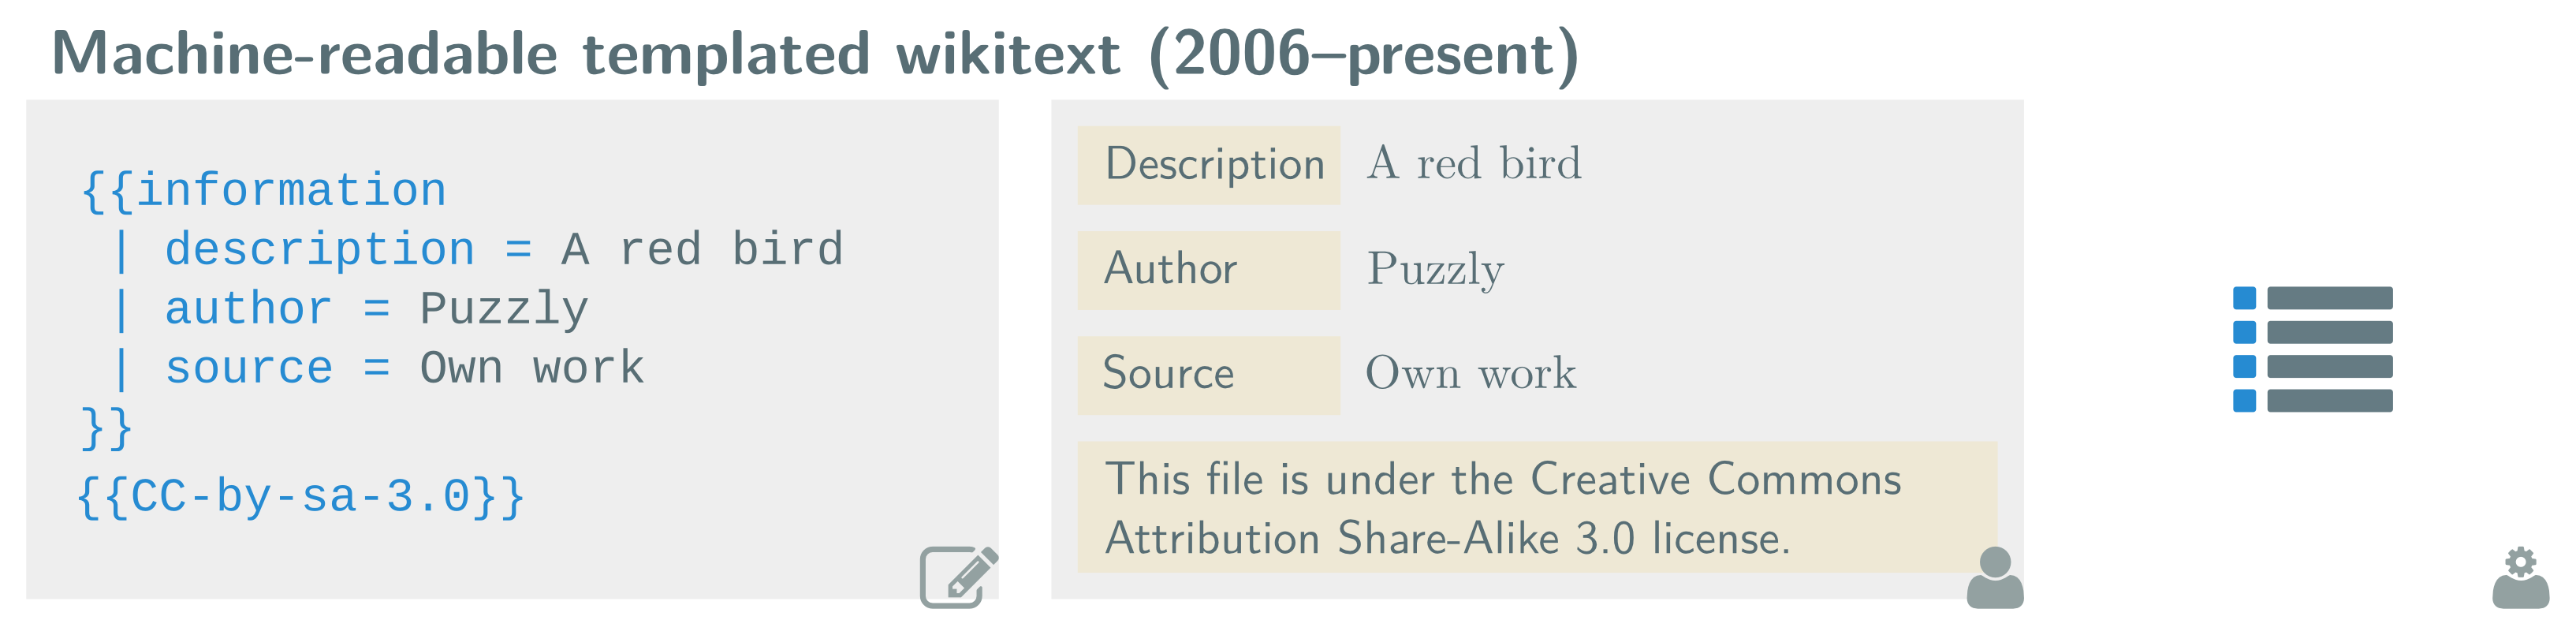 Machine-readable templated wikitext (2006–present)
{{information
| description = A red bird
| author = Puzzly
| source = Own work
}}
{{CC-by-sa-3.0}}
Description A red bird
Author Puzzly
Source Own work
This file is under the Creative Commons
Attribution Share-Alike 3.0 license.